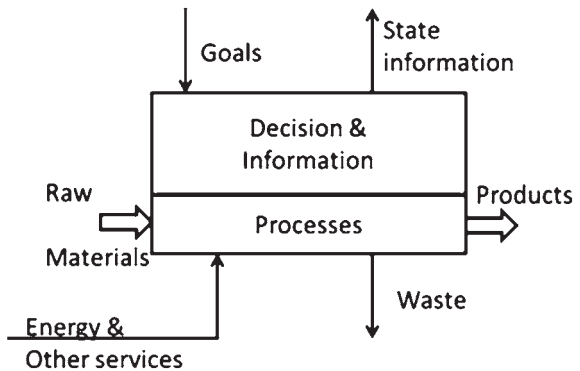 Goals
State
information
Decision &
Information
Raw
Materials
Processes
Products
Waste
Energy &
Other services